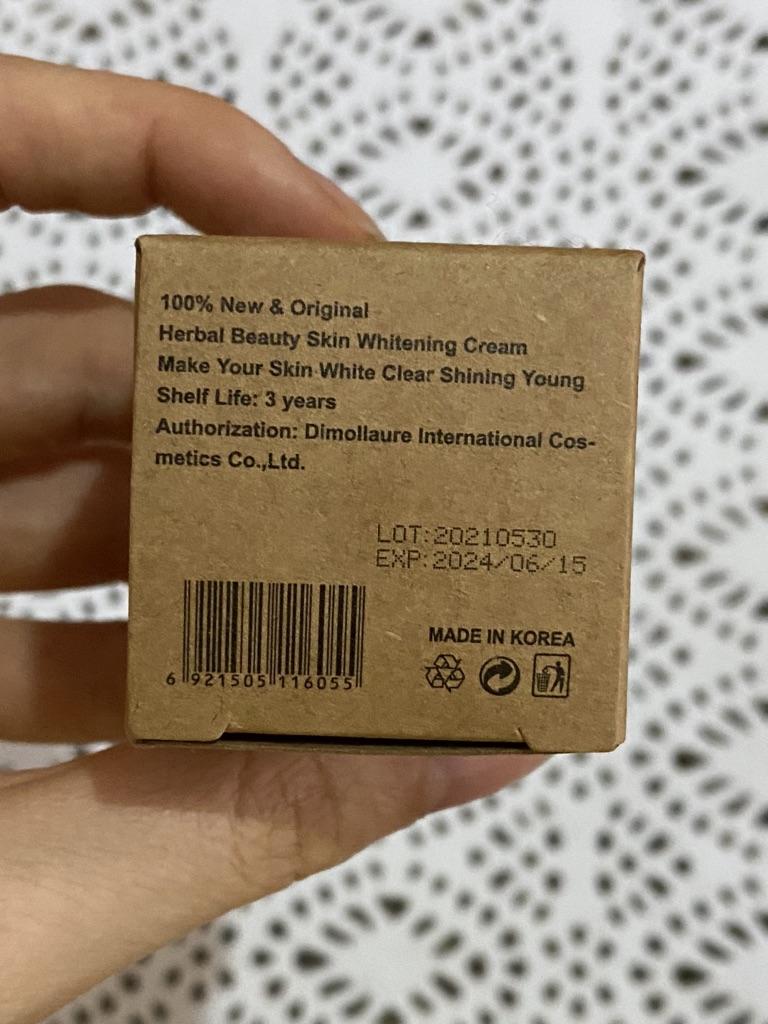 100% New & Original
Herbal Beauty Skin Whitening Cream
Make Your Skin White Clear Shining Young
Shelf Life: 3 years
Authorization: Dimollaure International Cos-
metics Co.,Ltd.
LOT:20210530
EXP:2024/06/15
MADE IN KOREA
6 921505 116055